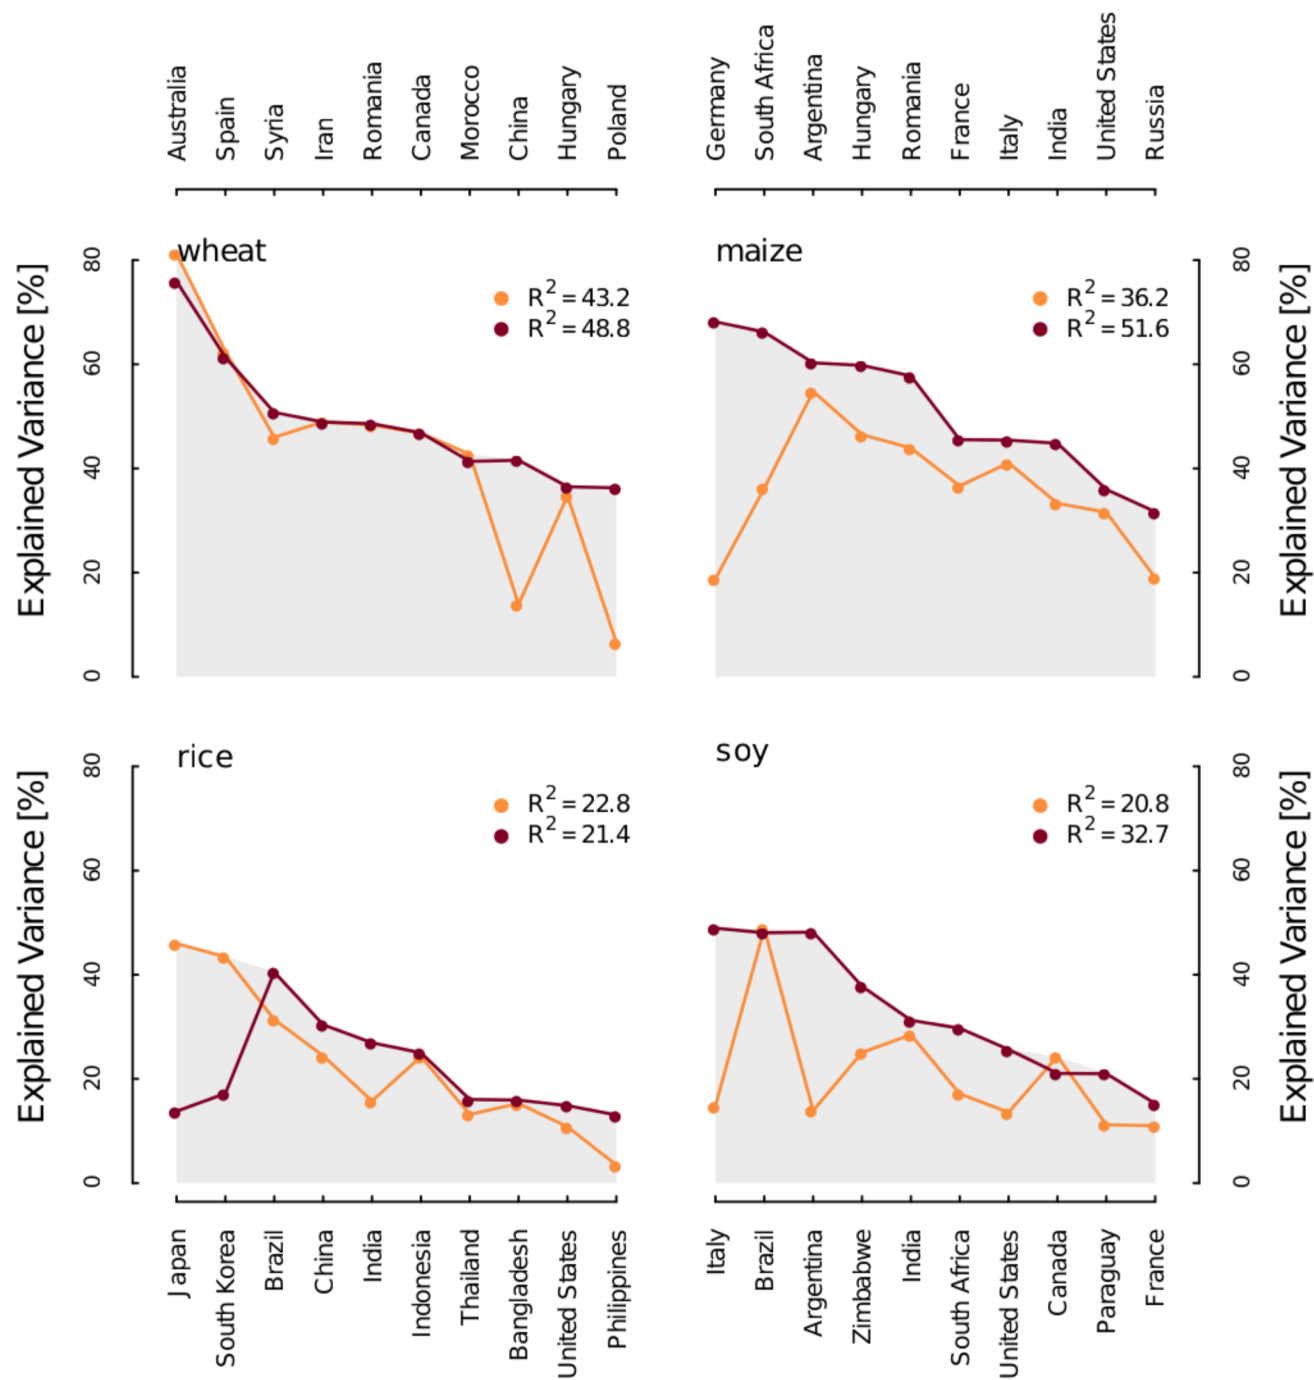 Australia
Spain
Syria
Iran
Romania
Canada
Morocco
China
Hungary
Poland
Germany
South Africa
Argentina
Hungary
Romania
France
Italy
India
United States
Russia
Explained Variance [%]
80
60
40
20
0
wheat
R² = 43.2
R² = 48.8
maize
R² = 36.2
R² = 51.6
80
60
40
20
0
Explained Variance [%]
Explained Variance [%]
80
60
40
20
0
rice
R² = 22.8
R² = 21.4
soy
R² = 20.8
R² = 32.7
80
60
40
20
0
Explained Variance [%]
Japan
South Korea
Brazil
China
India
Indonesia
Thailand
Bangladesh
United States
Philippines
Italy
Brazil
Argentina
Zimbabwe
India
South Africa
United States
Canada
Paraguay
France